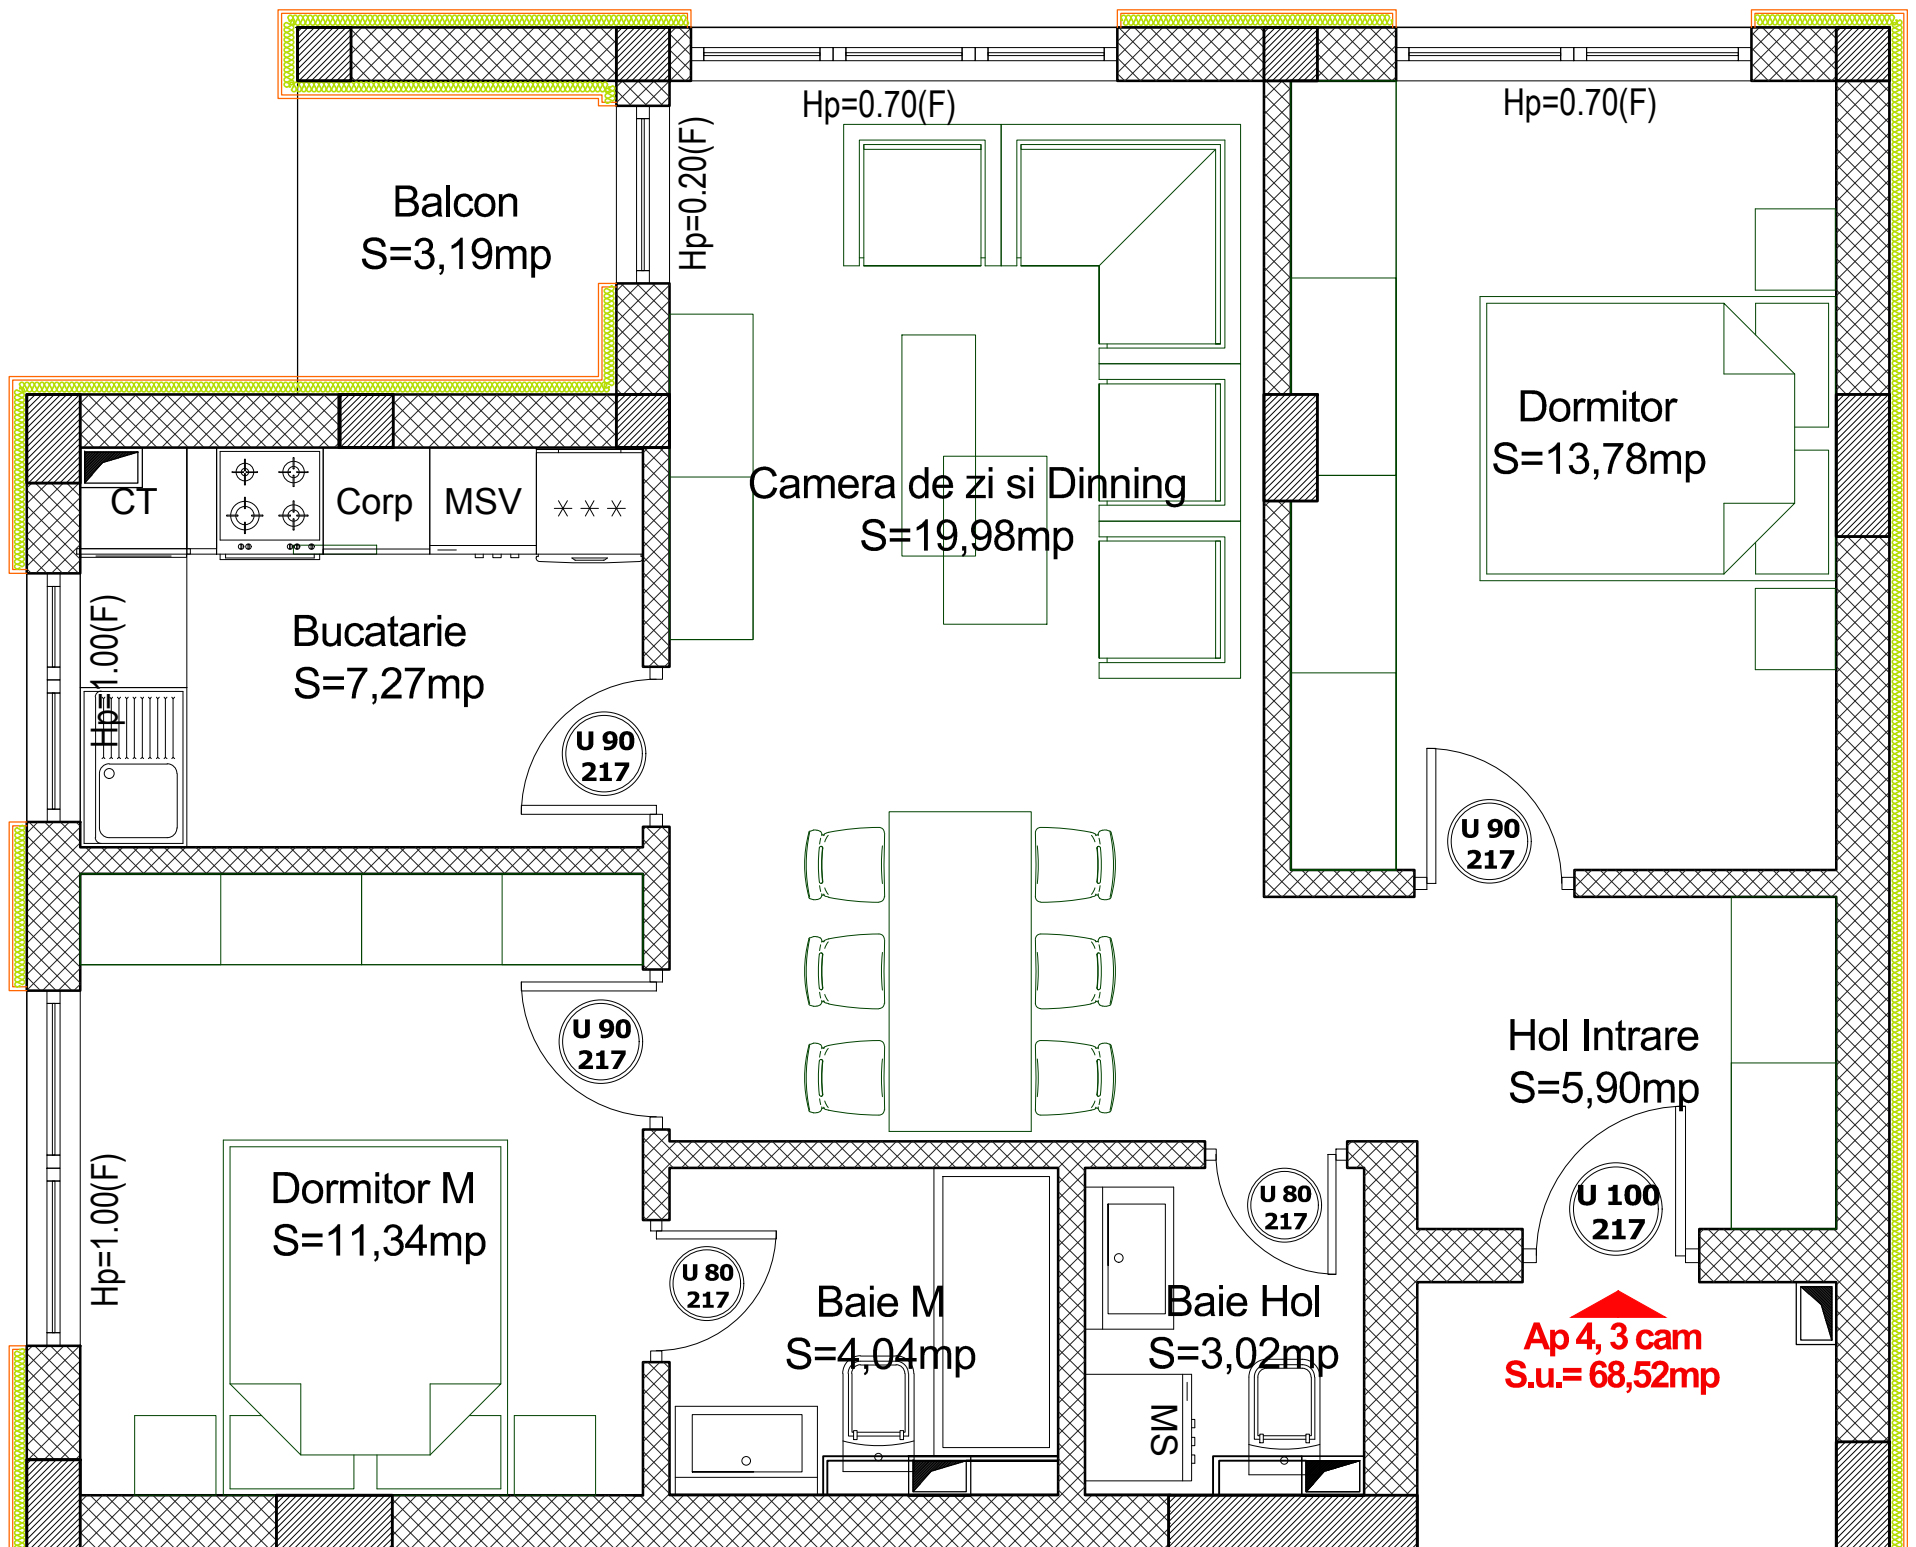 Hp=0.70(F)
Hp=0.70(F)
Hp=0.20(F)
Balcon
S=3,19mp
Dormitor
S=13,78mp
Camera de zi si Dinning
S=19,98mp
CT
Corp
MSV
Hp=1.00(F)
Bucatarie
S=7,27mp
U 90
217
U 90
217
U 90
217
Hol Intrare
S=5,90mp
Hp=1.00(F)
Dormitor M
S=11,34mp
U 80
217
U 80
217
U 100
217
Baie M
S=4,04mp
Baie Hol
S=3,02mp
MS
Ap 4, 3 cam
S.u.= 68,52mp